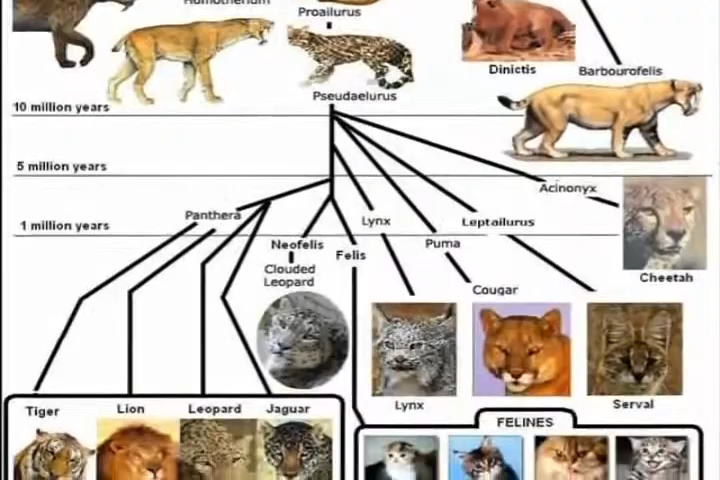 Homotherium
Proailurus
Dinictis
Barbourofelis
Pseudaelurus
10 million years
5 million years
Acinonyx
Panthera
Lynx
Leptailurus
1 million years
Neofelis
Puma
Felis
Clouded
Leopard
Cheetah
Cougar
Lynx
Serval
Tiger
Lion
Leopard
Jaguar
FELINES